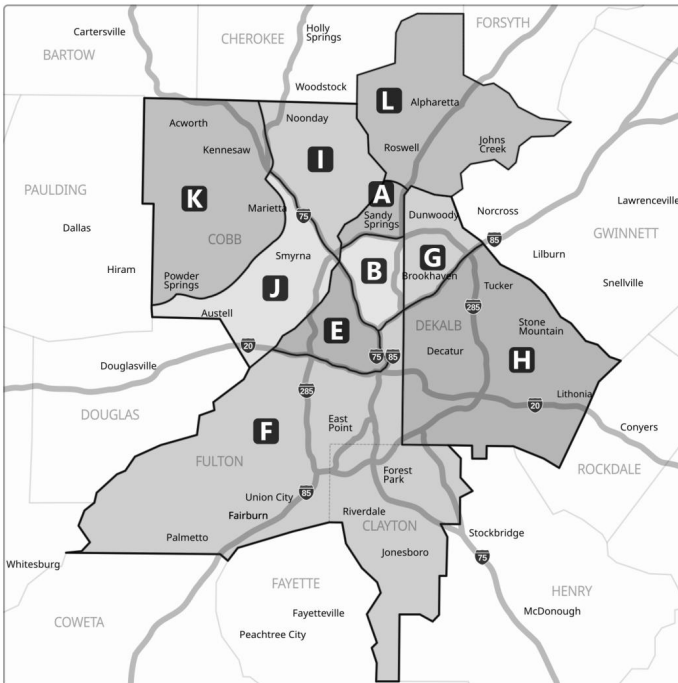 FORSYTH
Cartersville
Holly
Springs
CHEROKEE
BARTOW
Woodstock
L
Alpharetta
Noonday
Acworth
Johns
Creek
Roswell
Kennesaw
I
PAULDING
K
A
Marietta
75
Sandy
Springs
Dunwoody
Norcross
Lawrenceville
Dallas
COBB
85
GWINNETT
Smyrna
Lilburn
Hiram
B
G
Powder
Springs
Brookhaven
Tucker
Snellville
J
285
Austell
E
DEKALB
Stone
Mountain
20
75
85
Decatur
H
Douglasville
285
Lithonia
20
DOUGLAS
F
East
Point
Conyers
FULTON
Forest
Park
ROCKDALE
Union City
85
Fairburn
Riverdale
CLAYTON
Palmetto
Stockbridge
Jonesboro
75
Whitesburg
FAYETTE
HENRY
Fayetteville
McDonough
COWETA
Peachtree City